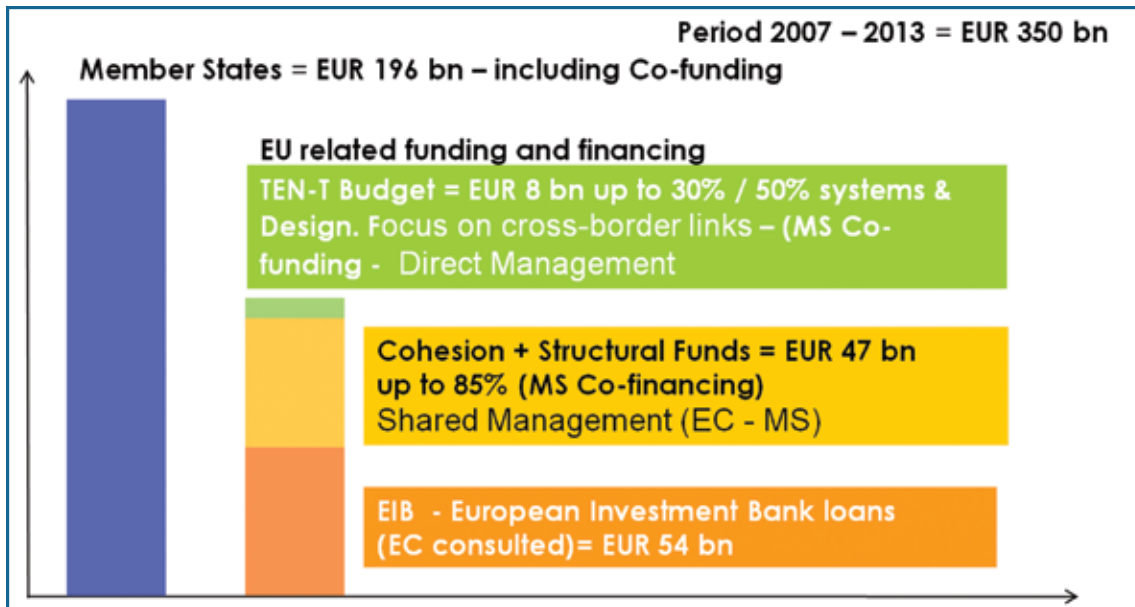 Period 2007 – 2013 = EUR 350 bn
Member States = EUR 196 bn – including Co-funding
EU related funding and financing
TEN-T Budget = EUR 8 bn up to 30% / 50% systems &
Design. Focus on cross-border links – (MS Co-
funding -  Direct Management
Cohesion + Structural Funds = EUR 47 bn
up to 85% (MS Co-financing)
Shared Management (EC - MS)
EIB  - European Investment Bank loans
(EC consulted)= EUR 54 bn